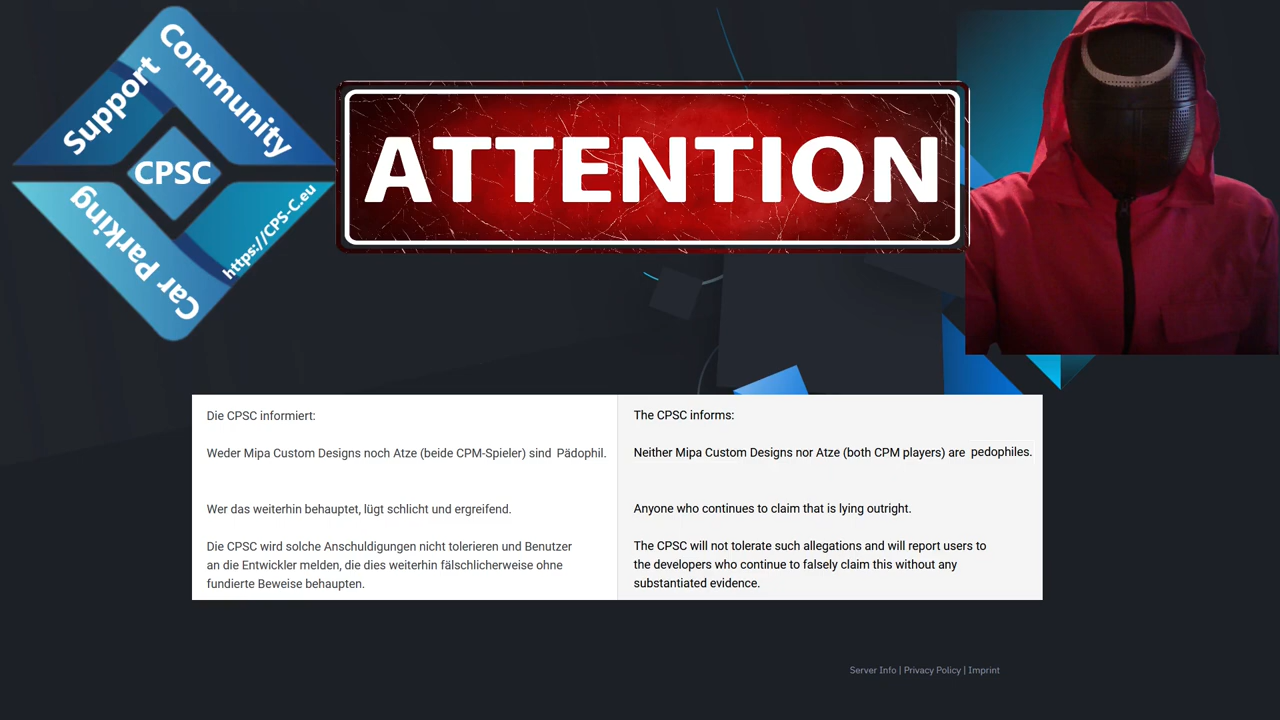 Community
Support
CPSC
Car Parking
https://CPS-C.eu
ATTENTION
Die CPSC informiert:
Weder Mipa Custom Designs noch Atze (beide CPM-Spieler) sind Pädophil.
Wer das weiterhin behauptet, lügt schlicht und ergreifend.
Die CPSC wird solche Anschuldigungen nicht tolerieren und Benutzer
an die Entwickler melden, die dies weiterhin fälschlicherweise ohne
fundierte Beweise behaupten.
The CPSC informs:
Neither Mipa Custom Designs nor Atze (both CPM players) are pedophiles.
Anyone who continues to claim that is lying outright.
The CPSC will not tolerate such allegations and will report users to
the developers who continue to falsely claim this without any
substantiated evidence.
Server Info | Privacy Policy | Imprint